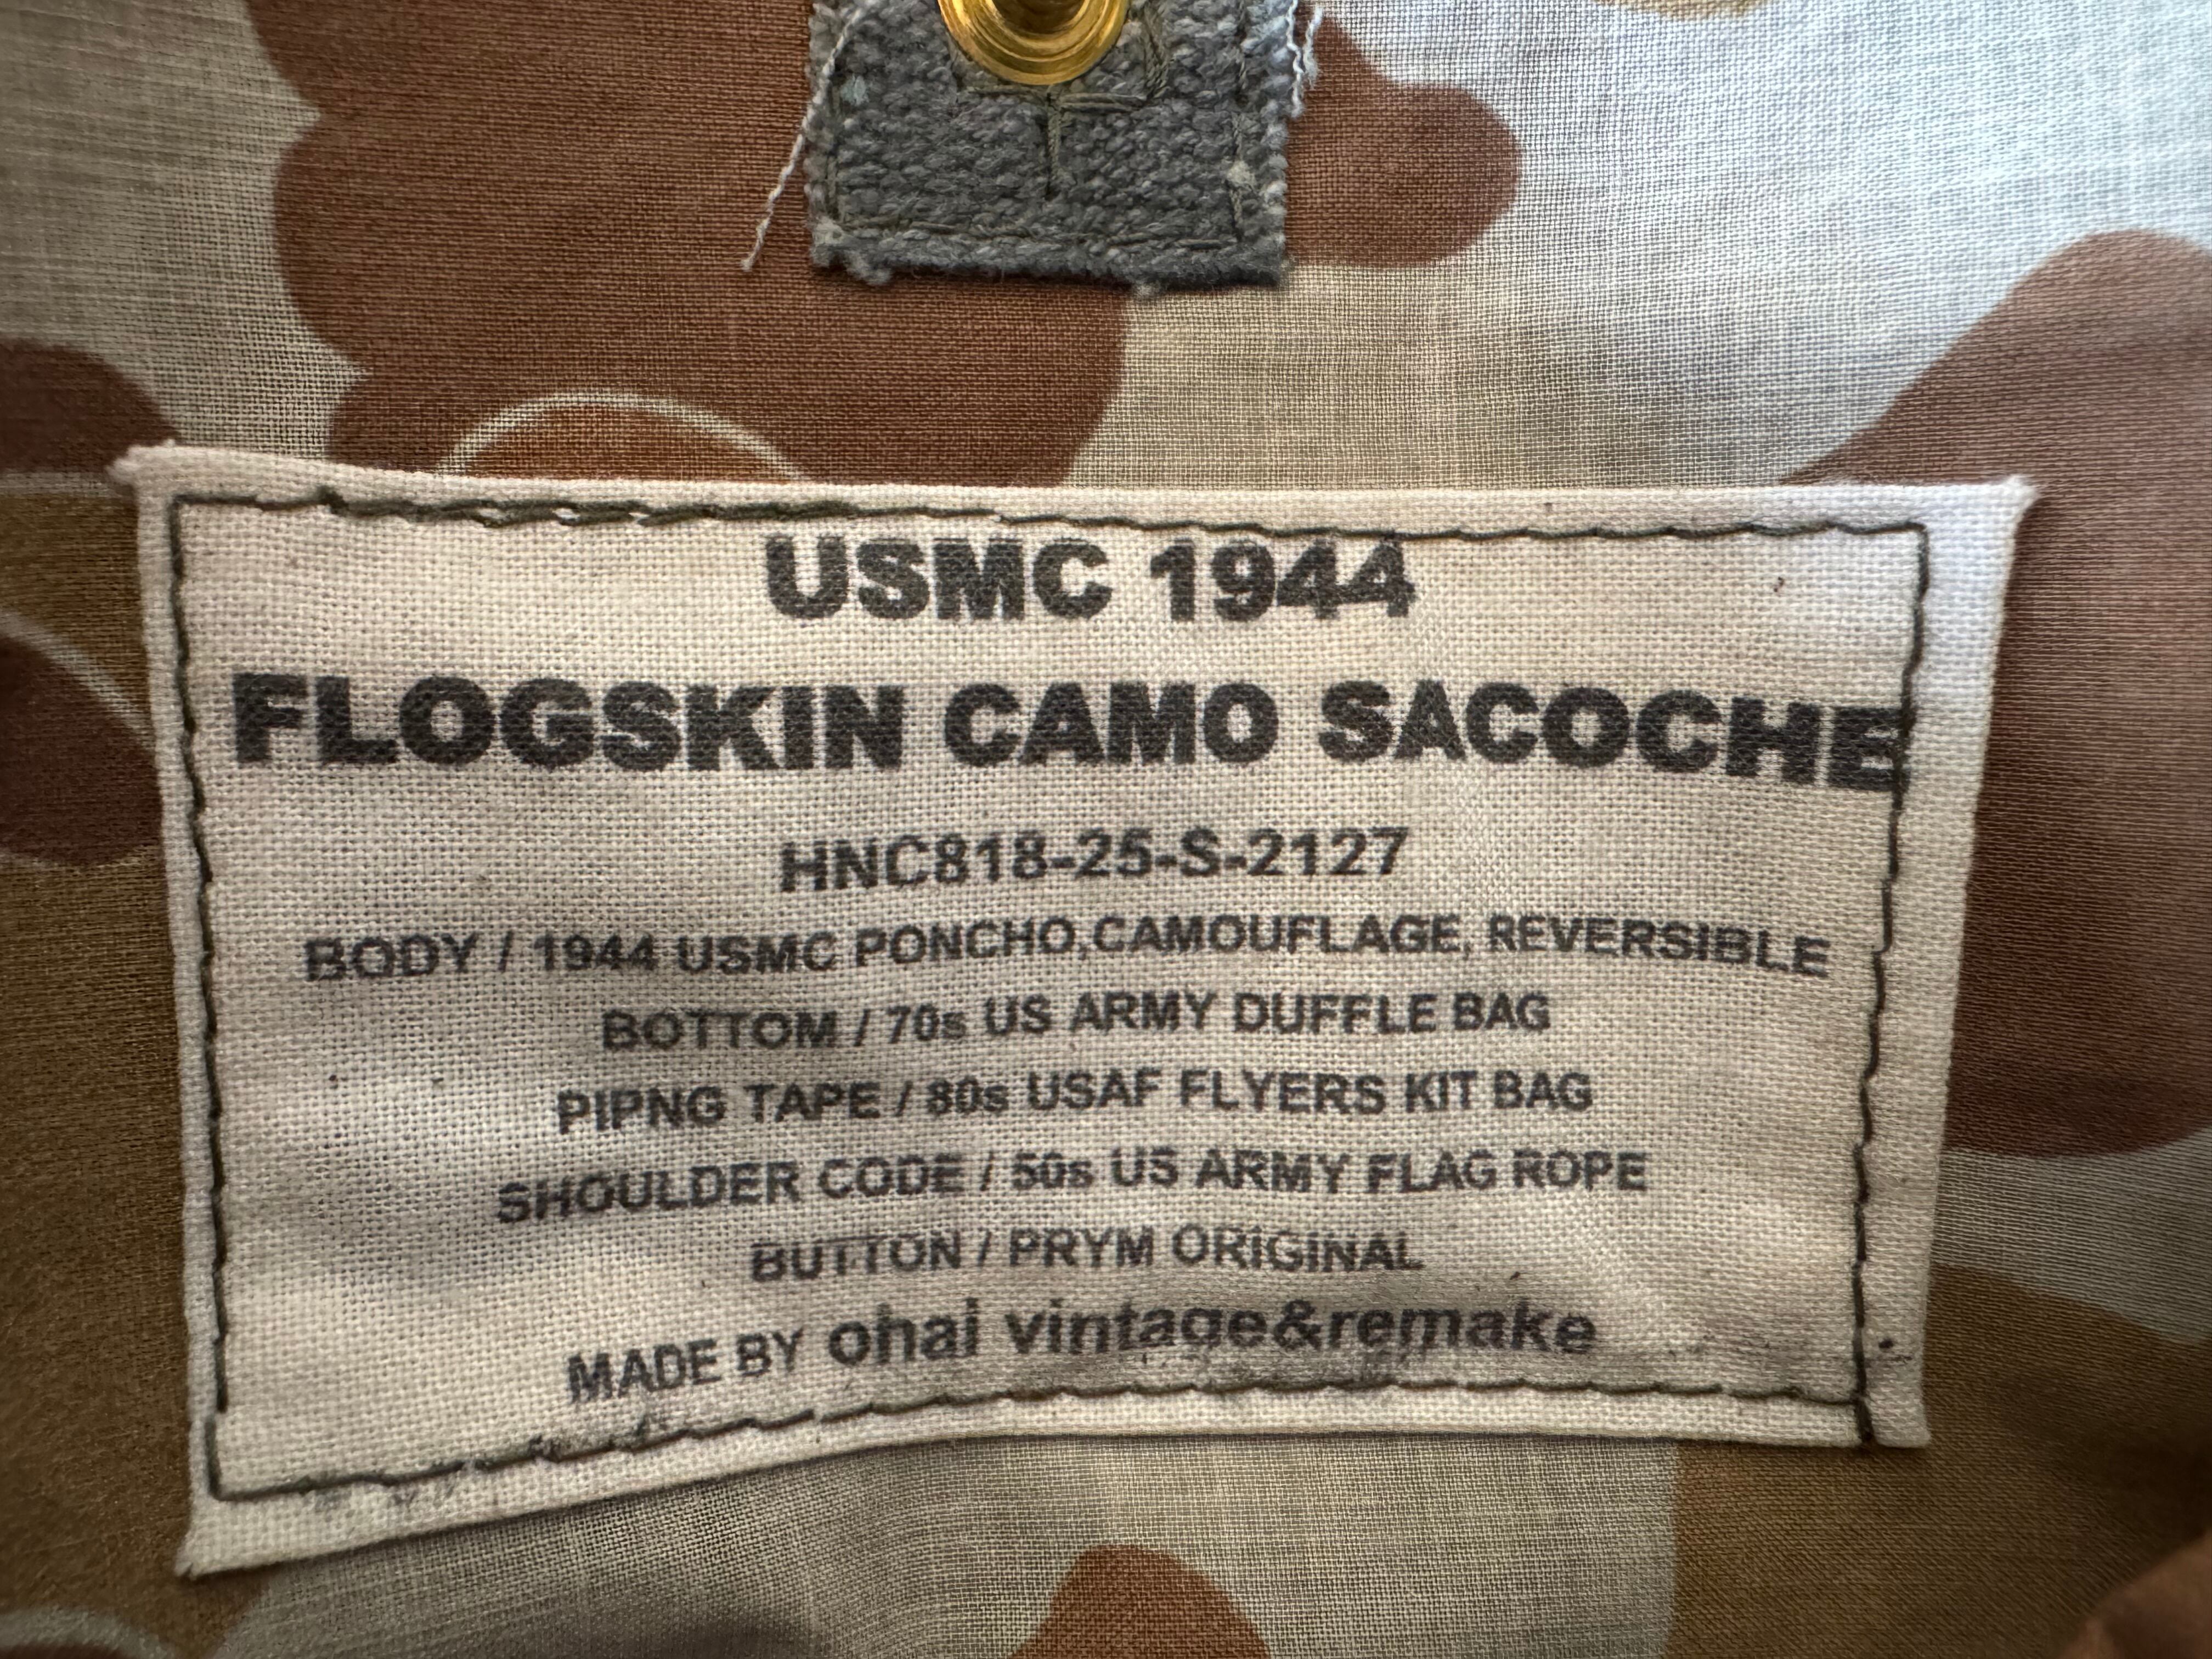 USMC 1944
FLOGSKIN CAMO SACOCHE
HNC818-25-S-2127
BODY / 1944 USMC PONCHO,CAMOUFLAGE, REVERSIBLE
BOTTOM / 70s US ARMY DUFFLE BAG
PIPNG TAPE / 80s USAF FLYERS KIT BAG
SHOULDER CODE / 50s US ARMY FLAG ROPE
BUTTON / PRYM ORIGINAL
MADE BY ohai vintage&remake